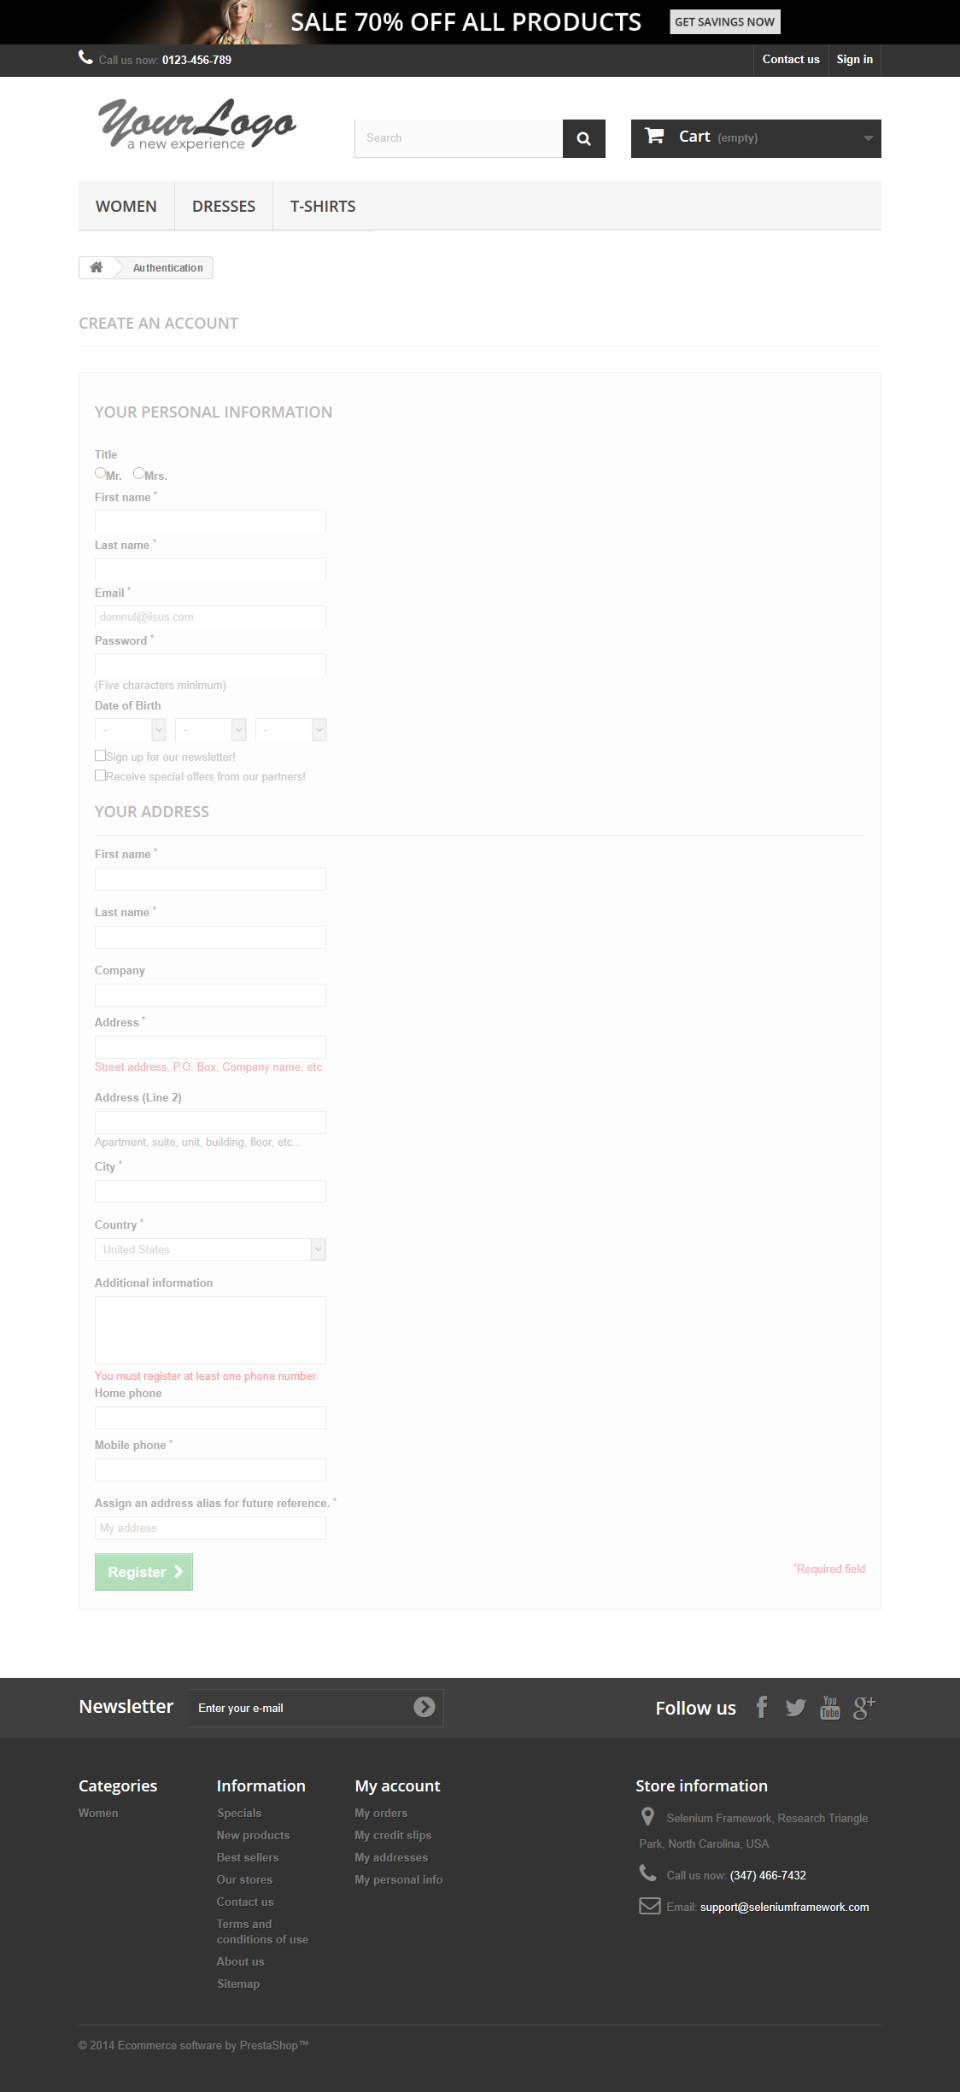 SALE 70% OFF ALL PRODUCTS GET SAVINGS NOW
Call us now: 0123-456-789 Contact us Sign in
YourLogo
a new experience
Search Cart (empty)
WOMEN DRESSES T-SHIRTS
Authentication
CREATE AN ACCOUNT
YOUR PERSONAL INFORMATION
Title
Mr. Mrs.
First name *
Last name *
Email *
domnul@iisus.com
Password *
(Five characters minimum)
Date of Birth
- - -
Sign up for our newsletter!
Receive special offers from our partners!
YOUR ADDRESS
First name *
Last name *
Company
Address *
Street address, P.O. Box, Company name, etc.
Address (Line 2)
Apartment, suite, unit, building, floor, etc...
City *
Country *
United States
Additional information
You must register at least one phone number.
Home phone
Mobile phone *
Assign an address alias for future reference. *
My address
Register *Required field
Newsletter Enter your e-mail Follow us You Tube
Categories Information My account Store information
Women
Specials
New products
Best sellers
Our stores
Contact us
Terms and
conditions of use
About us
Sitemap
My orders
My credit slips
My addresses
My personal info
Selenium Framework, Research Triangle
Park, North Carolina, USA
Call us now: (347) 466-7432
Email: support@seleniumframework.com
© 2014 Ecommerce software by PrestaShop™